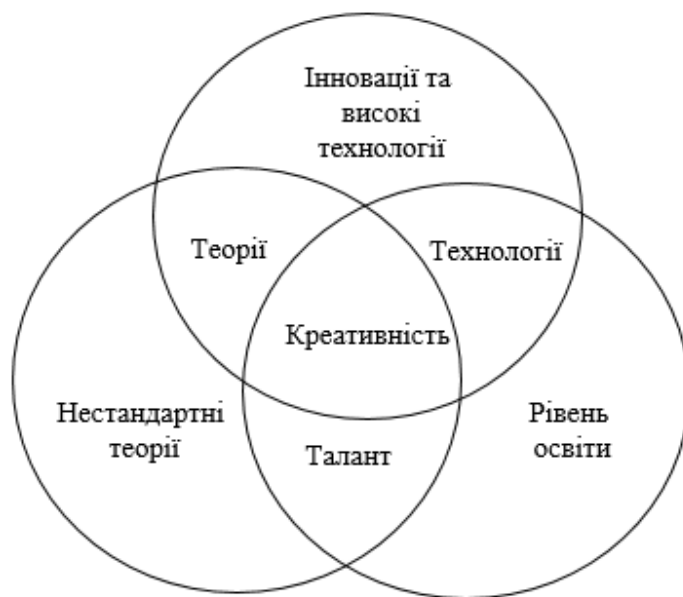 Інновації та
високі
технології
Теорії
Технології
Креативність
Нестандартні
теорії
Талант
Рівень
освіти